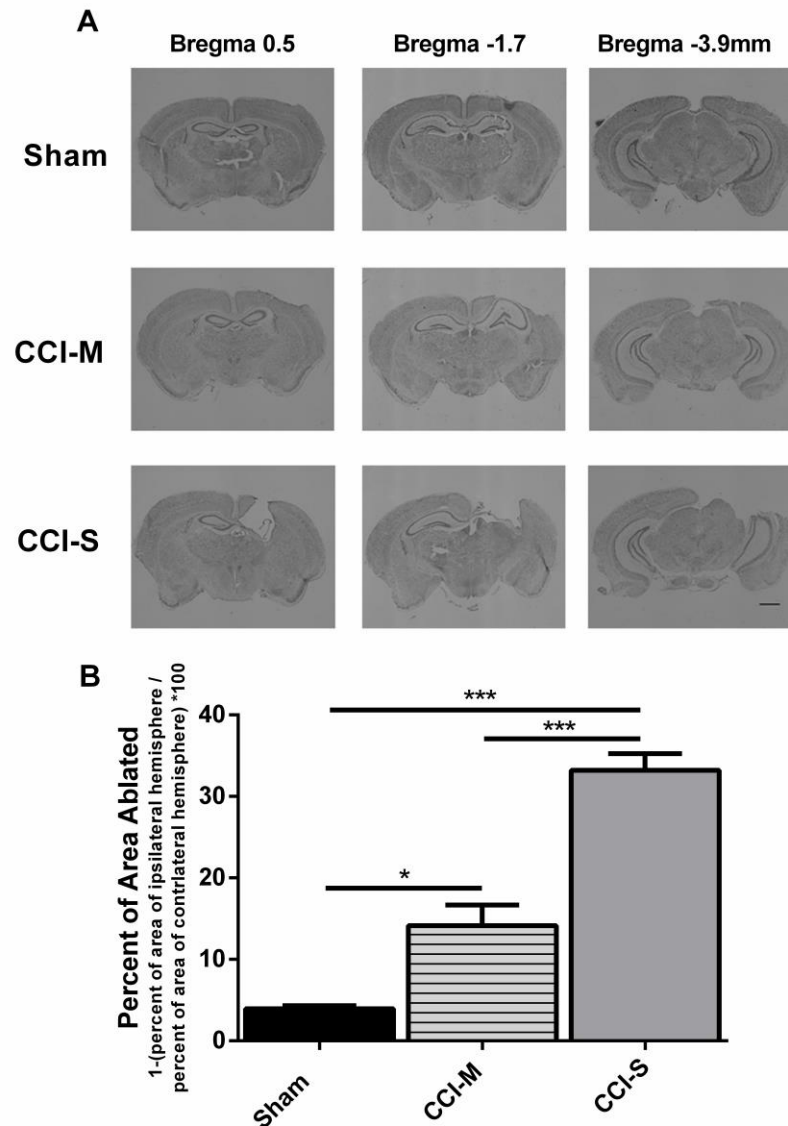 A
Bregma 0.5 Bregma -1.7 Bregma -3.9mm
Sham
CCI-M
CCI-S
B
Percent of Area Ablated
1-(percent of area of ipsilateral hemisphere /
percent of area of contrlateral hemisphere) *100
40
30
20
10
0
***
***
*
Sham
CCI-M
CCI-S